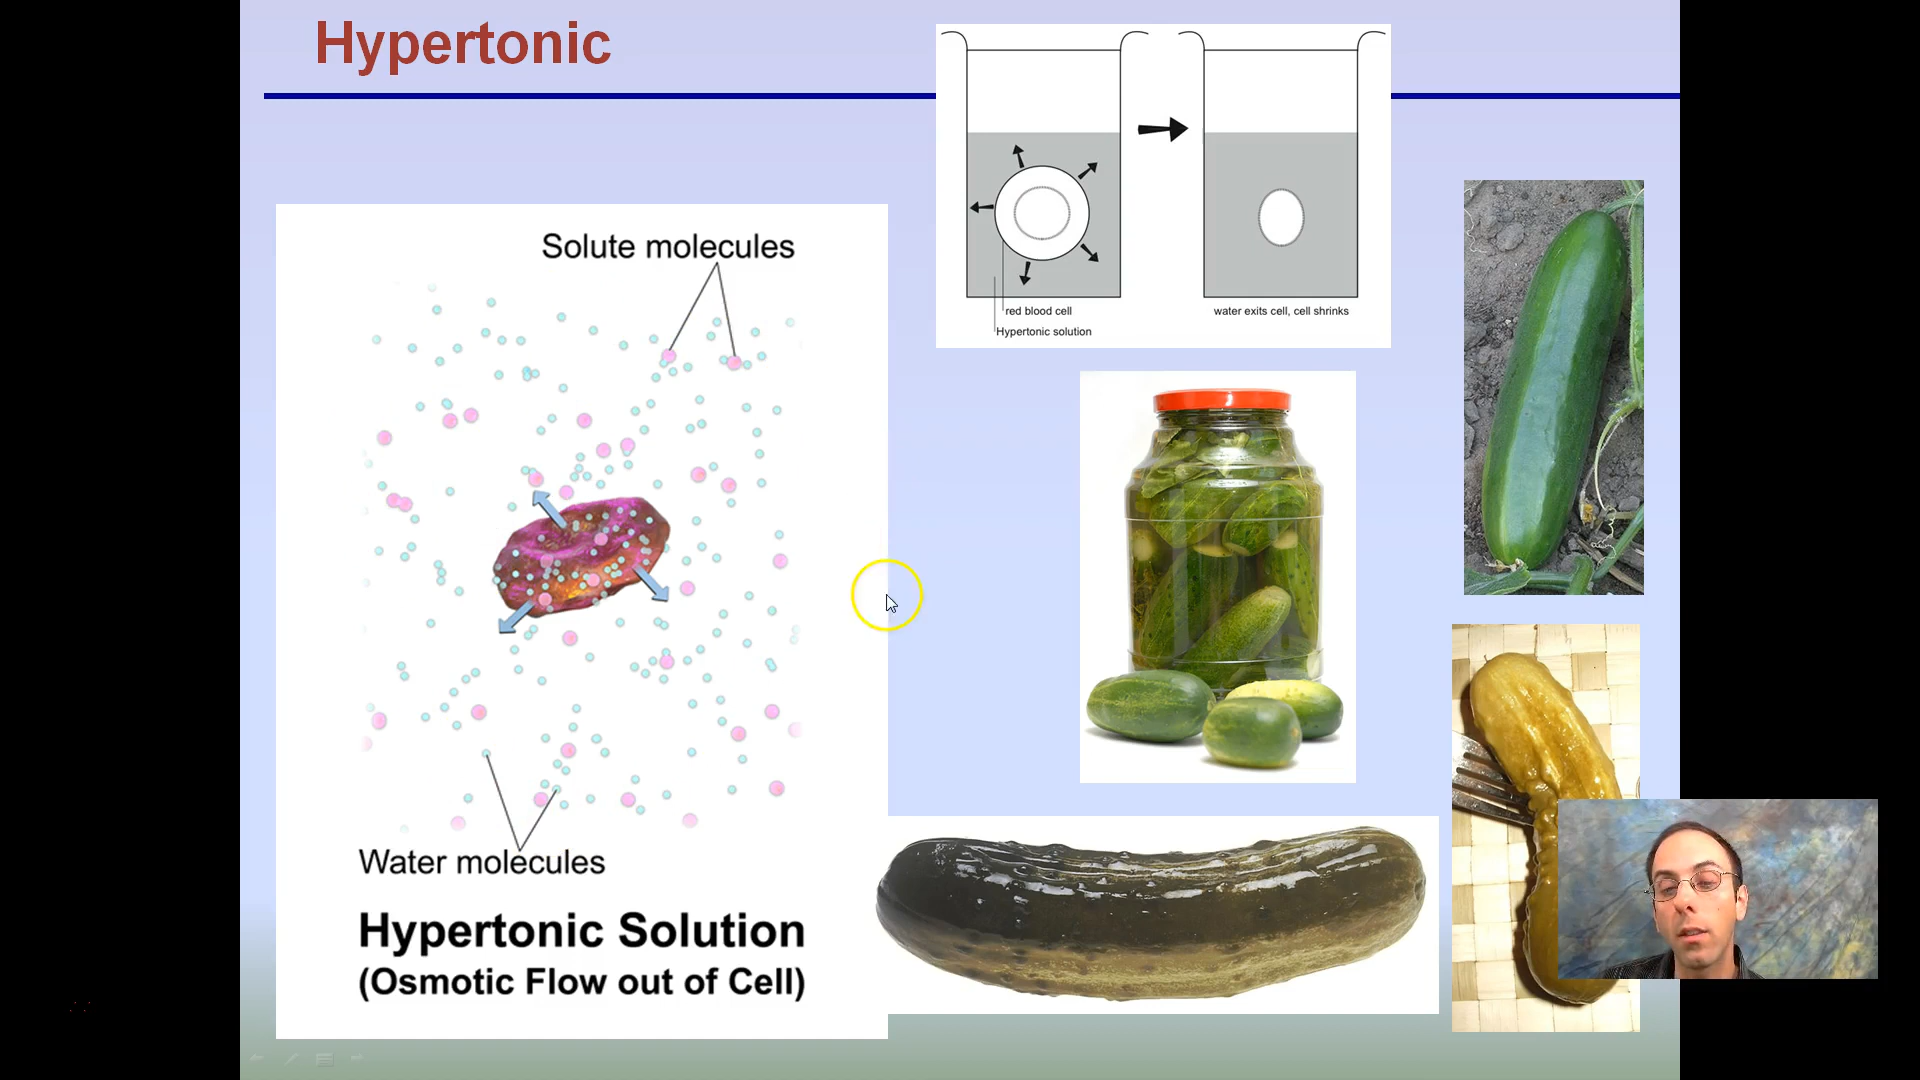 Hypertonic
Solute molecules
Water molecules
Hypertonic Solution
(Osmotic Flow out of Cell)
red blood cell
Hypertonic solution
water exits cell, cell shrinks